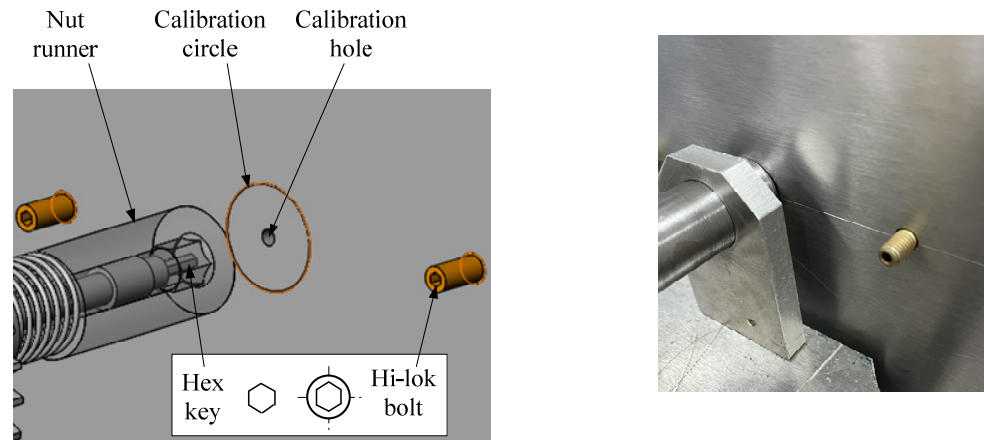 Nut
runner
Calibration
circle
Calibration
hole
Hex
key
Hi-lok
bolt